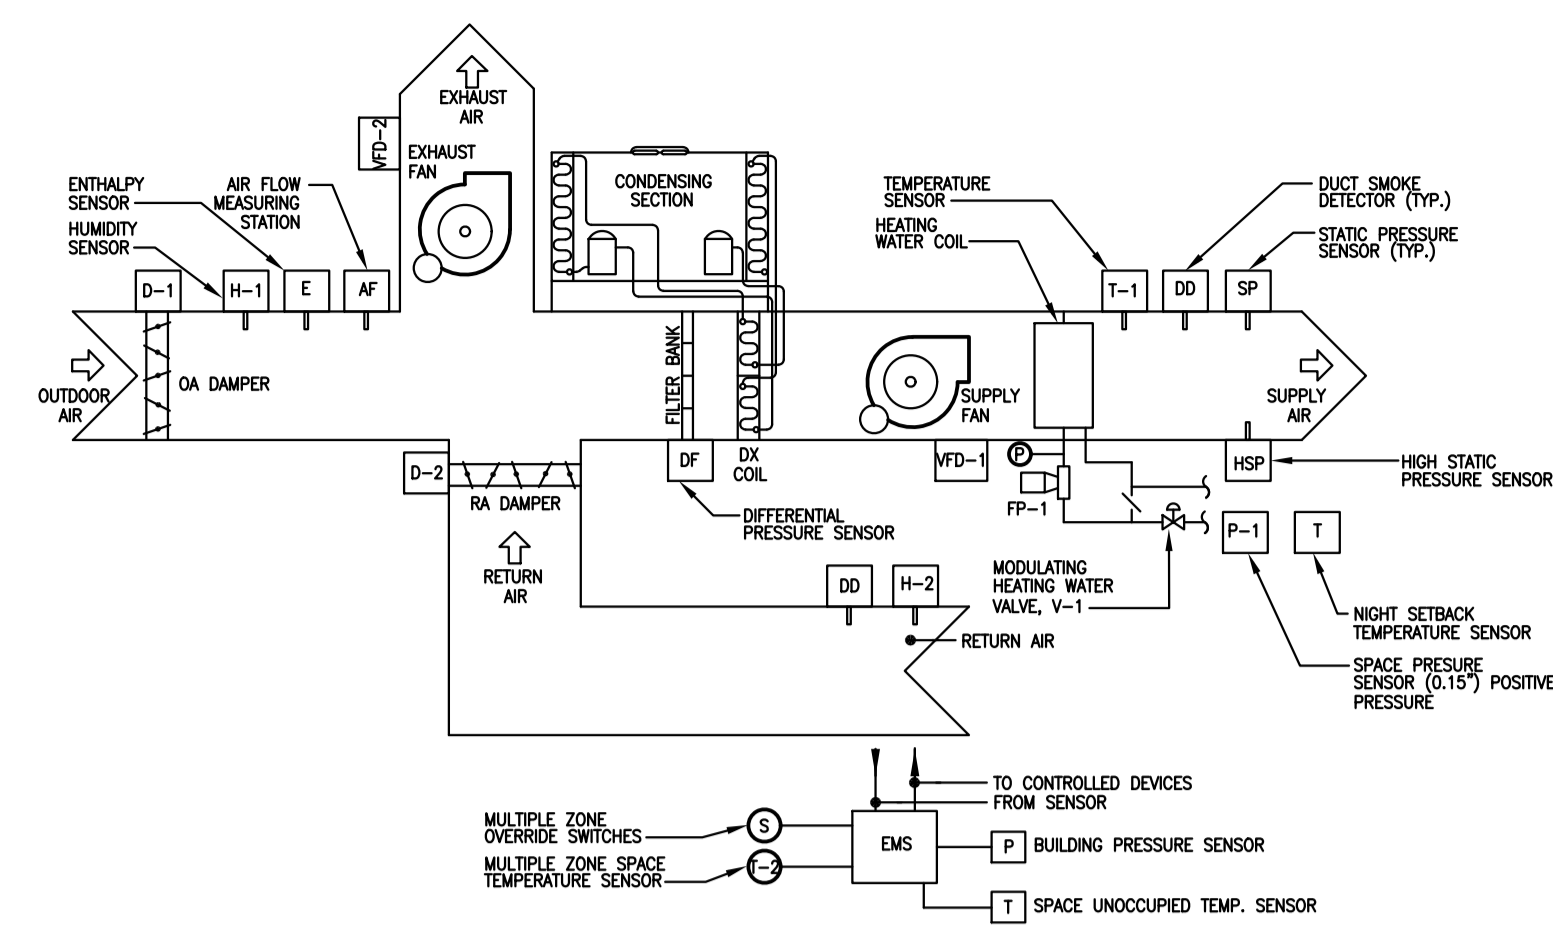 EXHAUST
AIR
VFD-2
EXHAUST
FAN
ENTHALPY
SENSOR
AIR FLOW
MEASURING
STATION
HUMIDITY
SENSOR
CONDENSING
SECTION
TEMPERATURE
SENSOR
HEATING
WATER COIL
DUCT SMOKE
DETECTOR (TYP.)
STATIC PRESSURE
SENSOR (TYP.)
D-1
H-1
E
AF
T-1
DD
SP
OUTDOOR
AIR
OA DAMPER
FILTER BANK
SUPPLY
FAN
SUPPLY
AIR
D-2
RA DAMPER
DF
DX
COIL
VFD-1
P
HSP
HIGH STATIC
PRESSURE SENSOR
FP-1
DIFFERENTIAL
PRESSURE SENSOR
P-1
T
RETURN
AIR
MODULATING
HEATING WATER
VALVE, V-1
DD
H-2
RETURN AIR
NIGHT SETBACK
TEMPERATURE SENSOR
SPACE PRESURE
SENSOR (0.15") POSITIVE
PRESSURE
TO CONTROLLED DEVICES
FROM SENSOR
MULTIPLE ZONE
OVERRIDE SWITCHES
S
EMS
P
BUILDING PRESSURE SENSOR
MULTIPLE ZONE SPACE
TEMPERATURE SENSOR
T-2
T
SPACE UNOCCUPIED TEMP. SENSOR